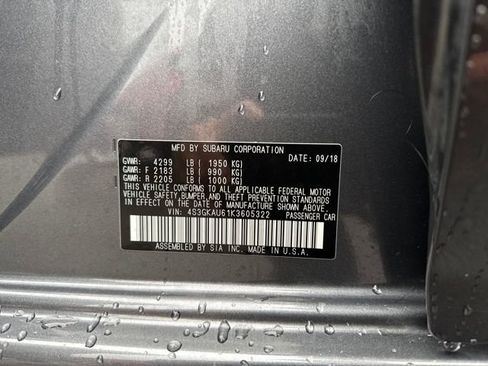 MFD BY SUBARU CORPORATION
GVWR: 4299 LB ( 1950 KG) DATE: 09/18
GAWR: F 2183 LB ( 990 KG)
GAWR: R 2205 LB ( 1000 KG)
THIS VEHICLE CONFORMS TO ALL APPLICABLE FEDERAL MOTOR
VEHICLE SAFETY,BUMPER,AND THEFT PREVENTION STANDARDS
IN EFFECT ON THE DATE OF MANUFACTURE SHOWN ABOVE.
VIN: 4S3GKAU61K3605322 PASSENGER CAR
ASSEMBLED BY SIA INC. MADE IN U.S.A.